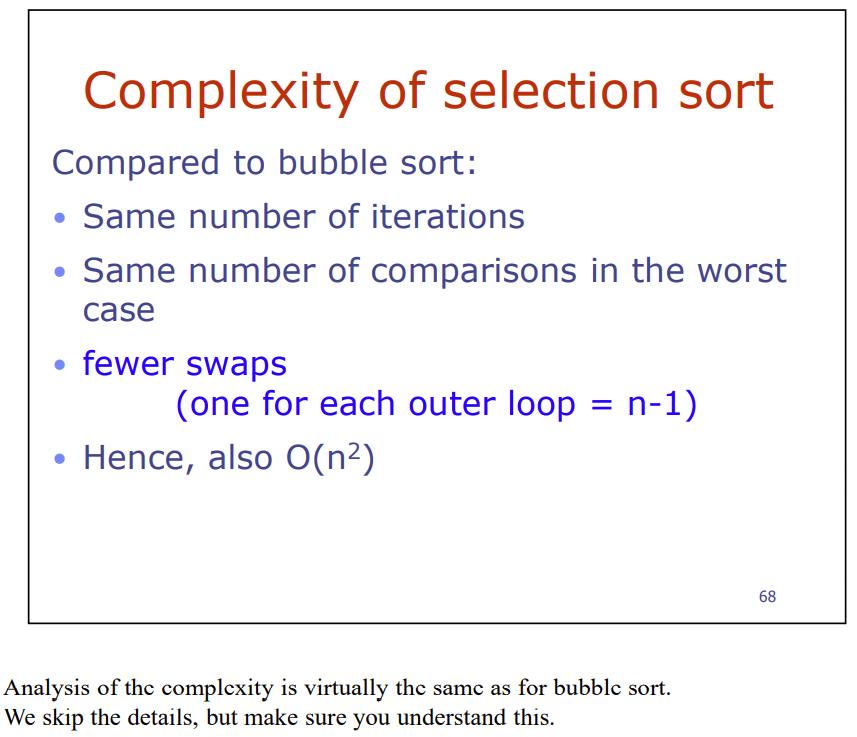 Complexity of selection sort
Compared to bubble sort:
• Same number of iterations
• Same number of comparisons in the worst
case
• fewer swaps
(one for each outer loop = n-1)
• Hence, also O(n²)
68
Analysis of the complexity is virtually the same as for bubble sort.
We skip the details, but make sure you understand this.